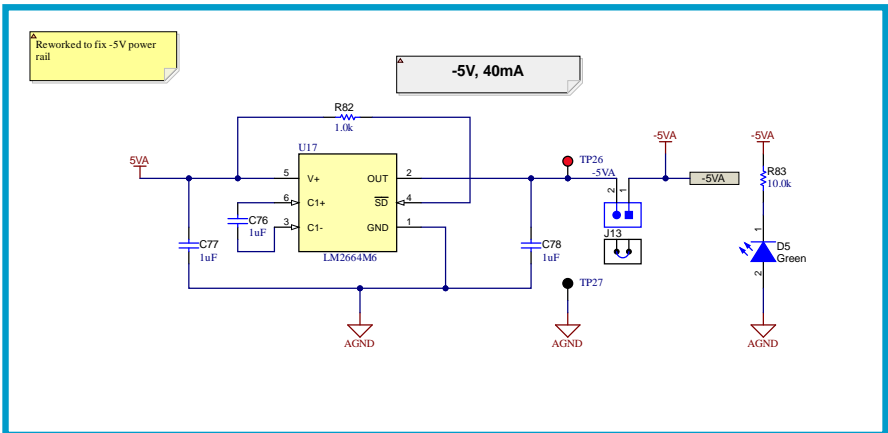 Reworked to fix -5V power
rail
-5V, 40mA
R82
1.0k
U17
5VA
5
V+
OUT
2
6
C1+
SD
4
3
C1-
GND
1
LM2664M6
C76
1uF
C77
1uF
C78
1uF
AGND
TP26
-5VA
2
1
J13
TP27
AGND
-5VA
-5VA
-5VA
R83
10.0k
1
D5
Green
2
AGND